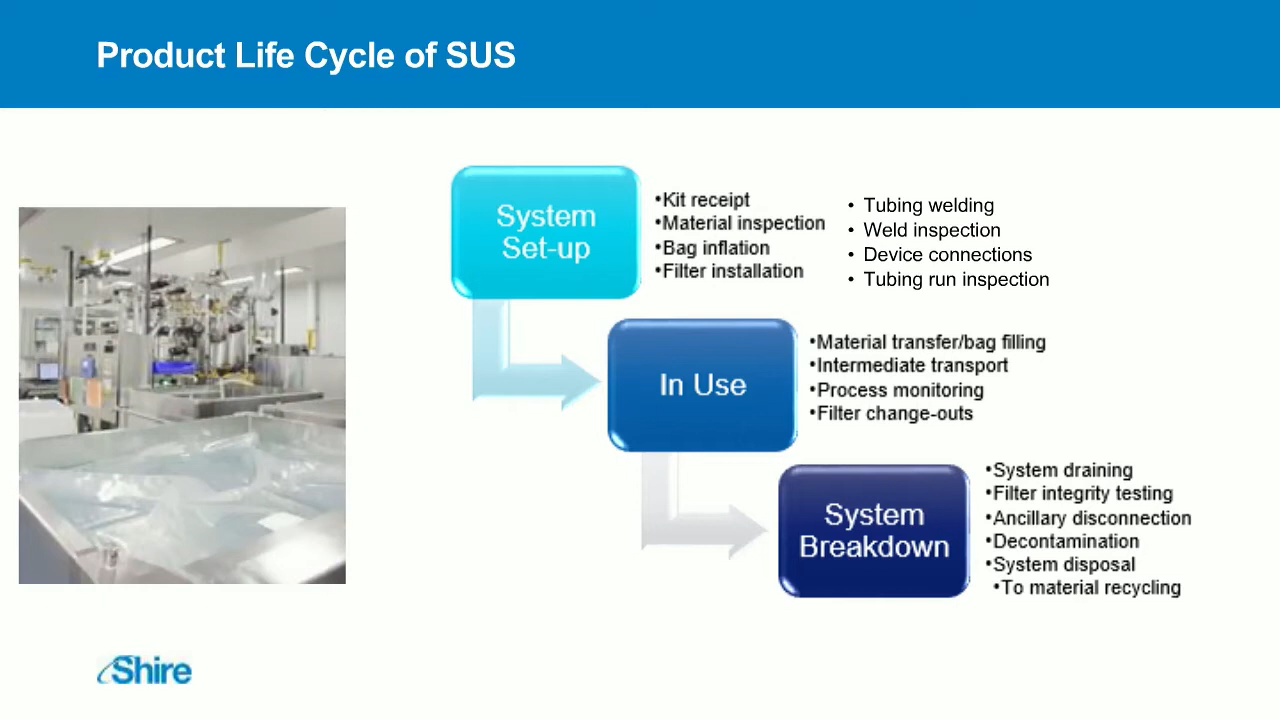 Product Life Cycle of SUS
System
Set-up
•Kit receipt
•Material inspection
•Bag inflation
•Filter installation
• Tubing welding
• Weld inspection
• Device connections
• Tubing run inspection
In Use
•Material transfer/bag filling
•Intermediate transport
•Process monitoring
•Filter change-outs
System
Breakdown
•System draining
•Filter integrity testing
•Ancillary disconnection
•Decontamination
•System disposal
•To material recycling
Shire